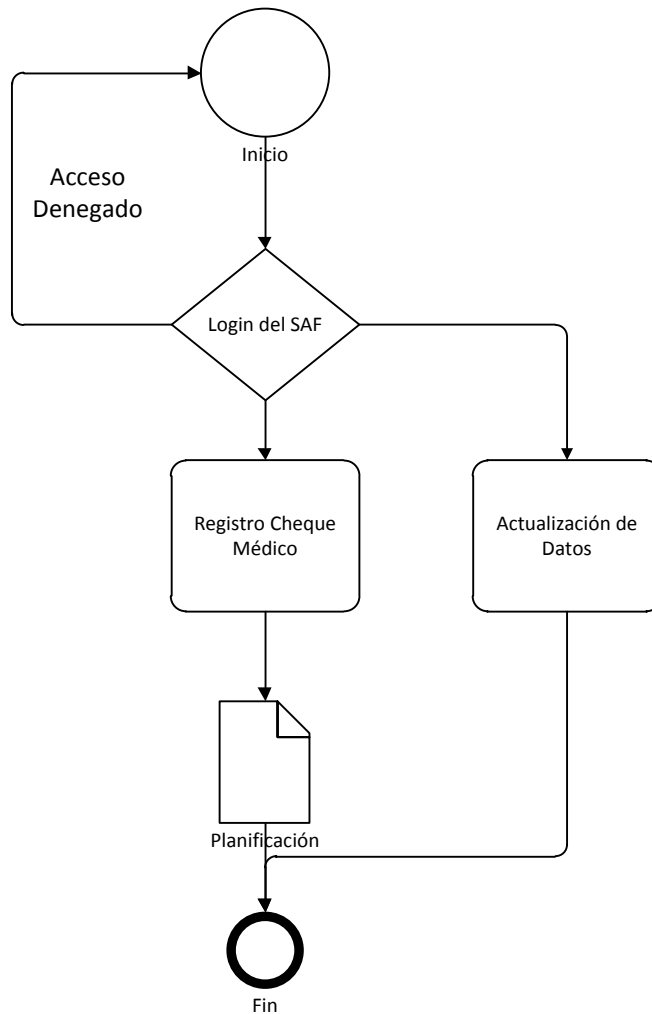 Inicio
Acceso
Denegado
Login del SAF
Registro Cheque
Médico
Actualización de
Datos
Planificación
Fin